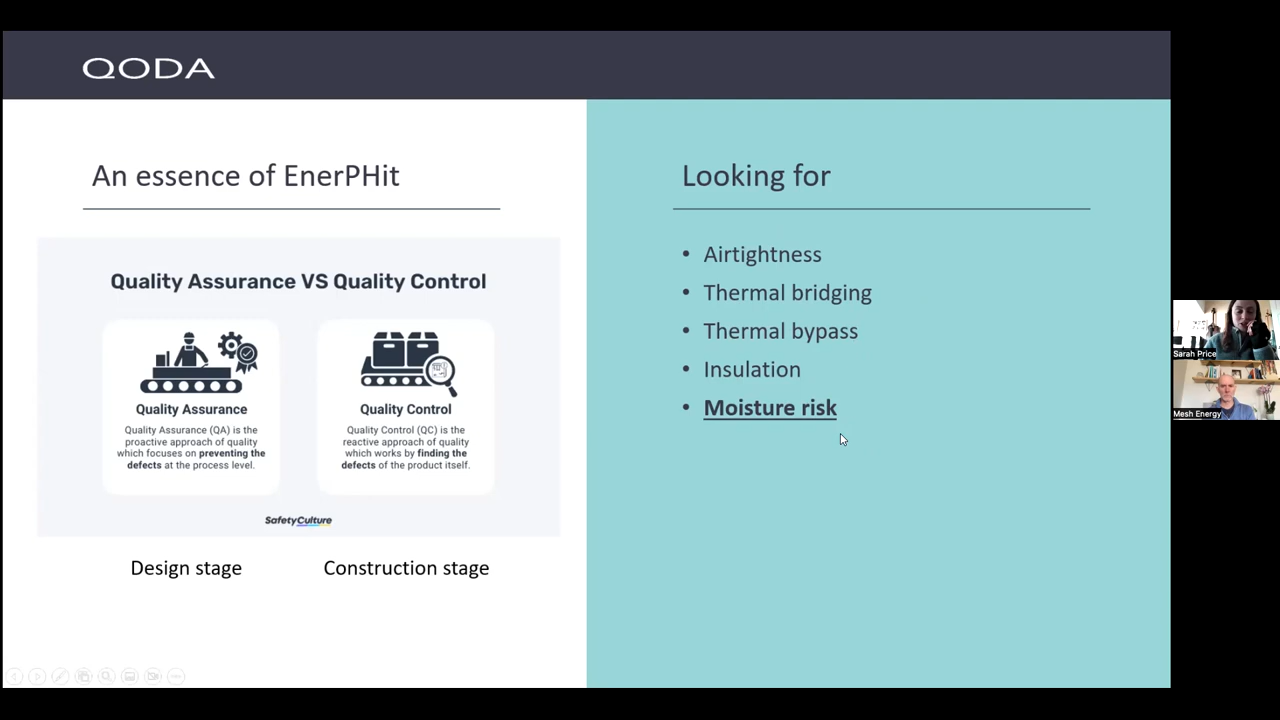 QODA
An essence of EnerPHit
Quality Assurance VS Quality Control
Quality Assurance
Quality Assurance (QA) is the
proactive approach of quality
which focuses on preventing the
defects at the process level.
Quality Control
Quality Control (QC) is the
reactive approach of quality
which works by finding the
defects of the product itself.
SafetyCulture
Design stage
Construction stage
Looking for
• Airtightness
• Thermal bridging
• Thermal bypass
• Insulation
• Moisture risk
Sarah Price
Mesh Energy